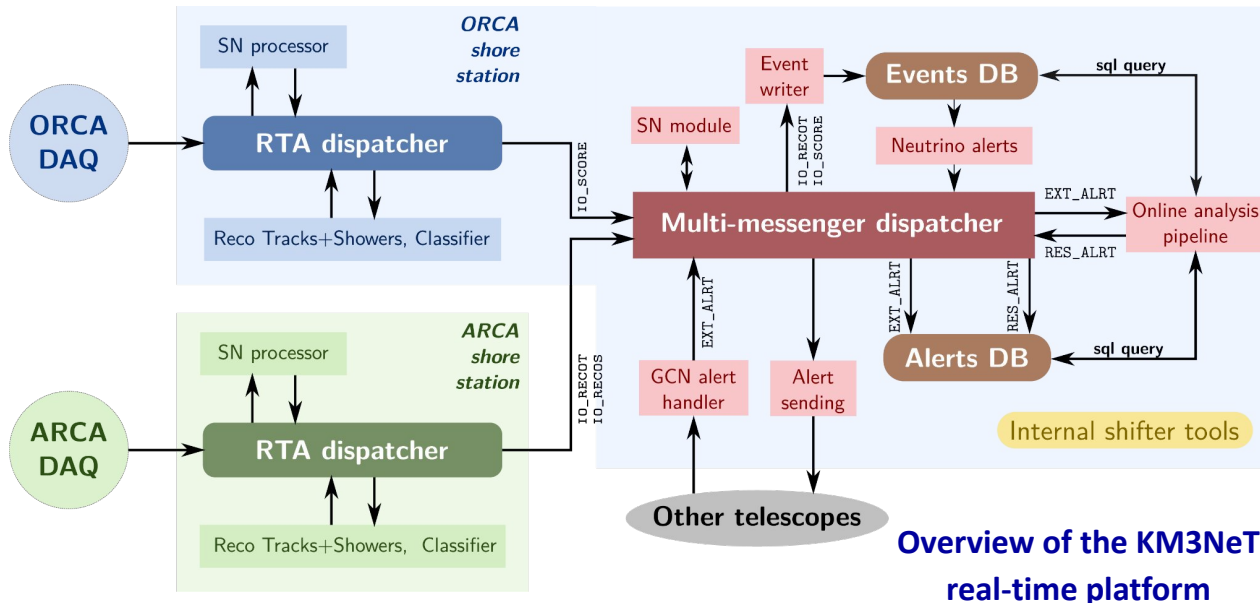 ORCA
shore
station
SN processor
ORCA
DAQ
RTA dispatcher
Reco Tracks+Showers, Classifier
IO_SCORE
ARCA
shore
station
SN processor
ARCA
DAQ
RTA dispatcher
Reco Tracks+Showers, Classifier
IO_RECOT
IO_RECOS
Event
writer
Events DB
sql query
SN module
IO_RECOT
IO_SCORE
Neutrino alerts
Multi-messenger dispatcher
EXT_ALRT
Online analysis
pipeline
RES_ALRT
EXT_ALRT
EXT_ALRT
RES_ALRT
Alerts DB
sql query
GCN alert
handler
Alert
sending
Internal shifter tools
Other telescopes
Overview of the KM3NeT
real-time platform